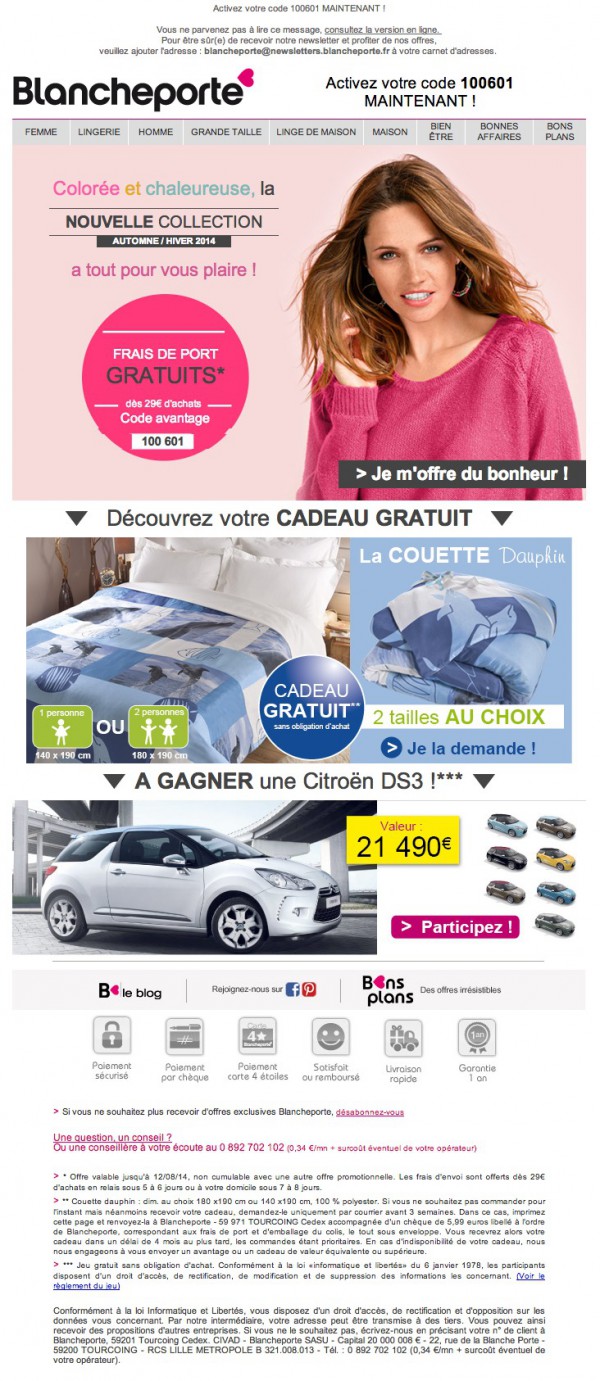 Activez votre code 100601 MAINTENANT !
Vous ne parvenez pas à lire ce message, consultez la version en ligne.
Pour être sûr(e) de recevoir notre newsletter et profiter de nos offres,
veuillez ajouter l'adresse : blancheporte@newsletters.blancheporte.fr à votre carnet d'adresses.
Blancheporte
Activez votre code 100601
MAINTENANT !
FEMME LINGERIE HOMME GRANDE TAILLE LINGE DE MAISON MAISON BIEN ÊTRE BONNES AFFAIRES BONS PLANS
Colorée et chaleureuse, la
NOUVELLE COLLECTION
AUTOMNE / HIVER 2014
a tout pour vous plaire !
FRAIS DE PORT
GRATUITS*
dès 29€ d'achats
Code avantage
100 601
> Je m'offre du bonheur !
Découvrez votre CADEAU GRATUIT
La COUETTE Dauphin
CADEAU
GRATUIT**
sans obligation d'achat
1 personne
140 x 190 cm
OU
2 personnes
180 x 190 cm
2 tailles AU CHOIX
> Je la demande !
A GAGNER une Citroën DS3 !***
Valeur :
21 490€
> Participez !
B le blog
Rejoignez-nous sur
Bons plans
Des offres irrésistibles
Paiement sécurisé
Paiement par chèque
Carte 4★ Blancheporte
Paiement carte 4 étoiles
Satisfait ou remboursé
Livraison rapide
1an
Garantie 1 an
> Si vous ne souhaitez plus recevoir d'offres exclusives Blancheporte, désabonnez-vous
Une question, un conseil ?
Ou une conseillère à votre écoute au 0 892 702 102 (0,34 €/mn + surcoût éventuel de votre opérateur)
> * Offre valable jusqu'à 12/08/14, non cumulable avec une autre offre promotionnelle. Les frais d'envoi sont offerts dès 29€
d'achats en relais sous 5 à 6 jours ou à votre domicile sous 7 à 8 jours.
> ** Couette dauphin : dim. au choix 180 x190 cm ou 140 x190 cm, 100 % polyester. Si vous ne souhaitez pas commander pour
l'instant mais néanmoins recevoir votre cadeau, demandez-le uniquement par courrier avant 3 semaines. Dans ce cas, imprimez
cette page et renvoyez-la à Blancheporte - 59 971 TOURCOING Cedex accompagnée d'un chèque de 5,99 euros libellé à l'ordre
de Blancheporte, correspondant aux frais de port et d'emballage du colis, le tout sous enveloppe. Vous recevrez alors votre
cadeau dans un délai de 4 mois au plus tard, les commandes étant prioritaires. En cas d'indisponibilité de votre cadeau, nous
nous engageons à vous envoyer un avantage ou un cadeau de valeur équivalente ou supérieure.
> *** Jeu gratuit sans obligation d'achat. Conformément à la loi «informatique et libertés» du 6 janvier 1978, les participants
disposent d'un droit d'accès, de rectification, de modification et de suppression des informations les concernant. (Voir le
règlement du jeu)
Conformément à la loi Informatique et Libertés, vous disposez d'un droit d'accès, de rectification et d'opposition sur les
données vous concernant. Par notre intermédiaire, votre adresse peut être transmise à des tiers. Vous pouvez ainsi
recevoir des propositions d'autres entreprises. Si vous ne le souhaitez pas, écrivez-nous en précisant votre n° de client à
Blancheporte, 59201 Tourcoing Cedex. CIVAD - Blancheporte SASU - Capital 20 000 008 € - 22, rue de la Blanche Porte -
59200 TOURCOING - RCS LILLE METROPOLE B 321.008.013 - Tél. : 0 892 702 102 (0,34 €/mn + surcoût éventuel de
votre opérateur).